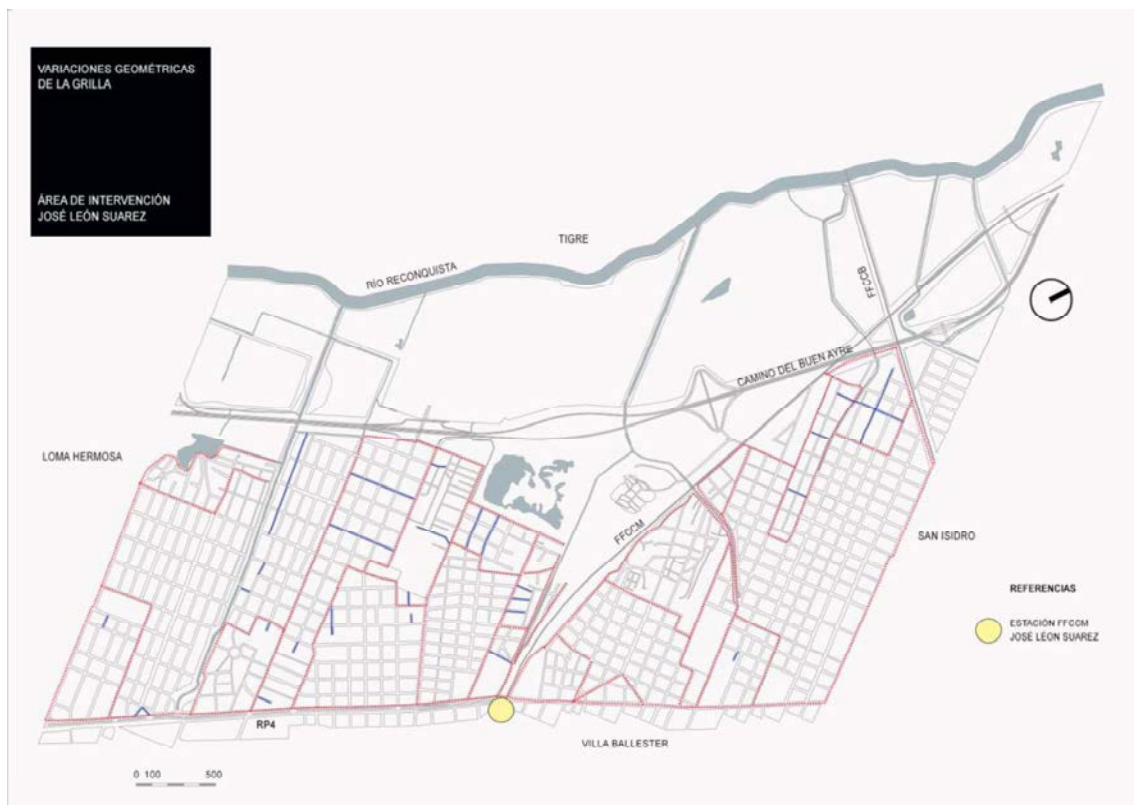 VARIACIONES GEOMÉTRICAS
DE LA GRILLA
ÁREA DE INTERVENCIÓN
JOSÉ LEÓN SUAREZ
TIGRE
RÍO RECONQUISTA
FFCCB
CAMINO DEL BUEN AYRE
LOMA HERMOSA
FFCCM
SAN ISIDRO
REFERENCIAS
ESTACIÓN FFCCM
JOSÉ LEÓN SUAREZ
RP4
VILLA BALLESTER
0 100 500